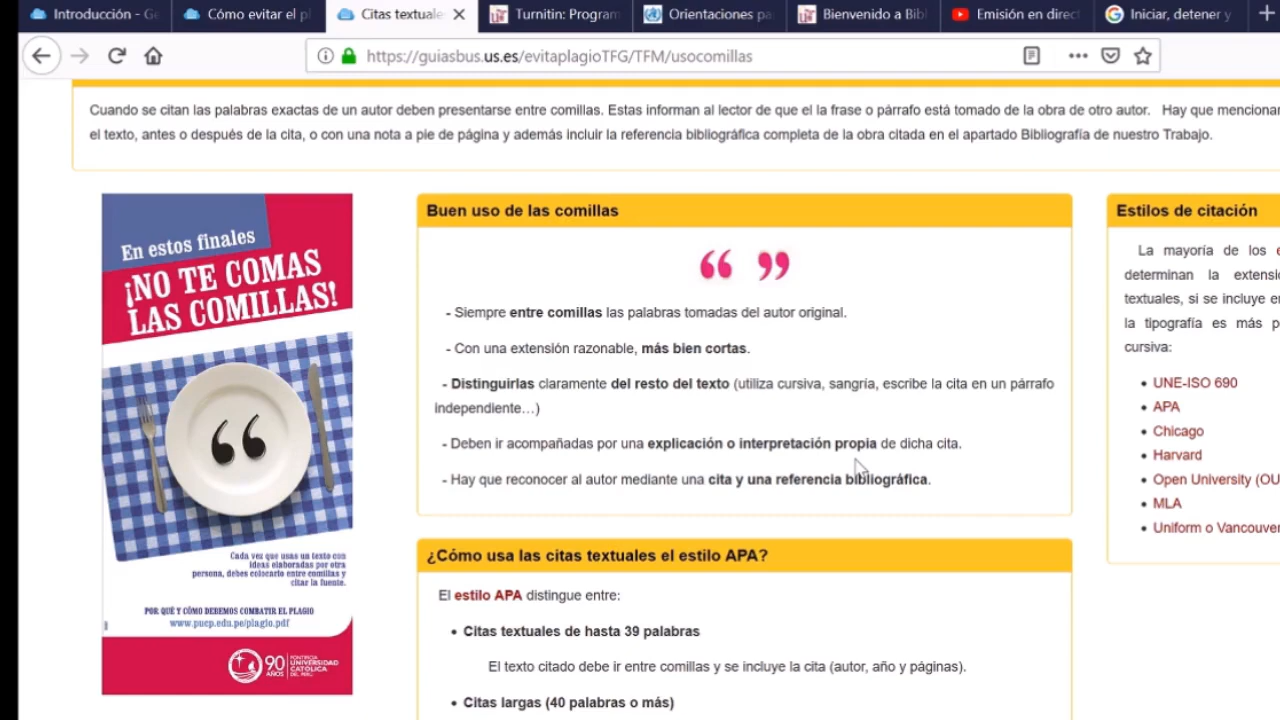 Introducción - Ge
Cómo evitar el pl
Citas textuale
Turnitin: Program
Orientaciones pa
Bienvenido a Bibl
Emisión en direct
Iniciar, detener y
https://guiasbus.us.es/evitaplagioTFG/TFM/usocomillas
Cuando se citan las palabras exactas de un autor deben presentarse entre comillas. Estas informan al lector de que el la frase o párrafo está tomado de la obra de otro autor. Hay que mencionar
el texto, antes o después de la cita, o con una nota a pie de página y además incluir la referencia bibliográfica completa de la obra citada en el apartado Bibliografía de nuestro Trabajo.
En estos finales
¡NO TE COMAS
LAS COMILLAS!
Cada vez que usas un texto con
ideas elaboradas por otra
persona, debes colocarlo entre comillas y
citar la fuente.
POR QUÉ Y CÓMO DEBEMOS COMBATIR EL PLAGIO
www.pucp.edu.pe/plagio.pdf
90 AÑOS
PONTIFICIA
UNIVERSIDAD
CATÓLICA
DEL PERÚ
Buen uso de las comillas
“ ”
- Siempre entre comillas las palabras tomadas del autor original.
- Con una extensión razonable, más bien cortas.
- Distinguirlas claramente del resto del texto (utiliza cursiva, sangría, escribe la cita en un párrafo
independiente…)
- Deben ir acompañadas por una explicación o interpretación propia de dicha cita.
- Hay que reconocer al autor mediante una cita y una referencia bibliográfica.
¿Cómo usa las citas textuales el estilo APA?
El estilo APA distingue entre:
• Citas textuales de hasta 39 palabras
El texto citado debe ir entre comillas y se incluye la cita (autor, año y páginas).
• Citas largas (40 palabras o más)
Estilos de citación
La mayoría de los e
determinan la extensió
textuales, si se incluye en
la tipografía es más p
cursiva:
• UNE-ISO 690
• APA
• Chicago
• Harvard
• Open University (OU
• MLA
• Uniform o Vancouver